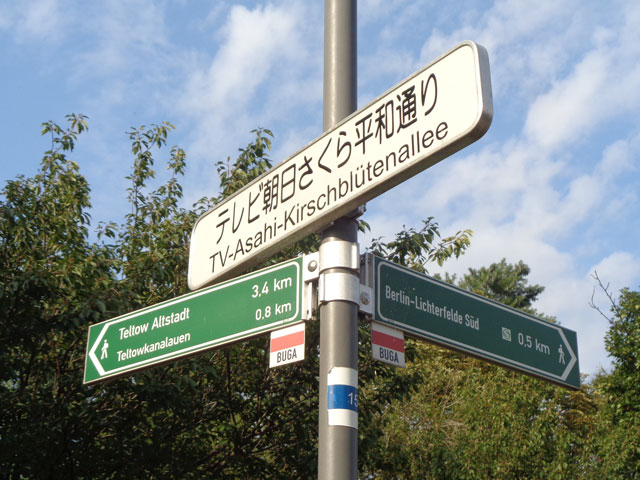 テレビ朝日さくら平和通り
TV-Asahi-Kirschblütenallee
Teltow Altstadt 3,4 km
Teltowkanalauen 0.8 km
BUGA
Berlin-Lichterfelde Süd
0,5 km
BUGA
15